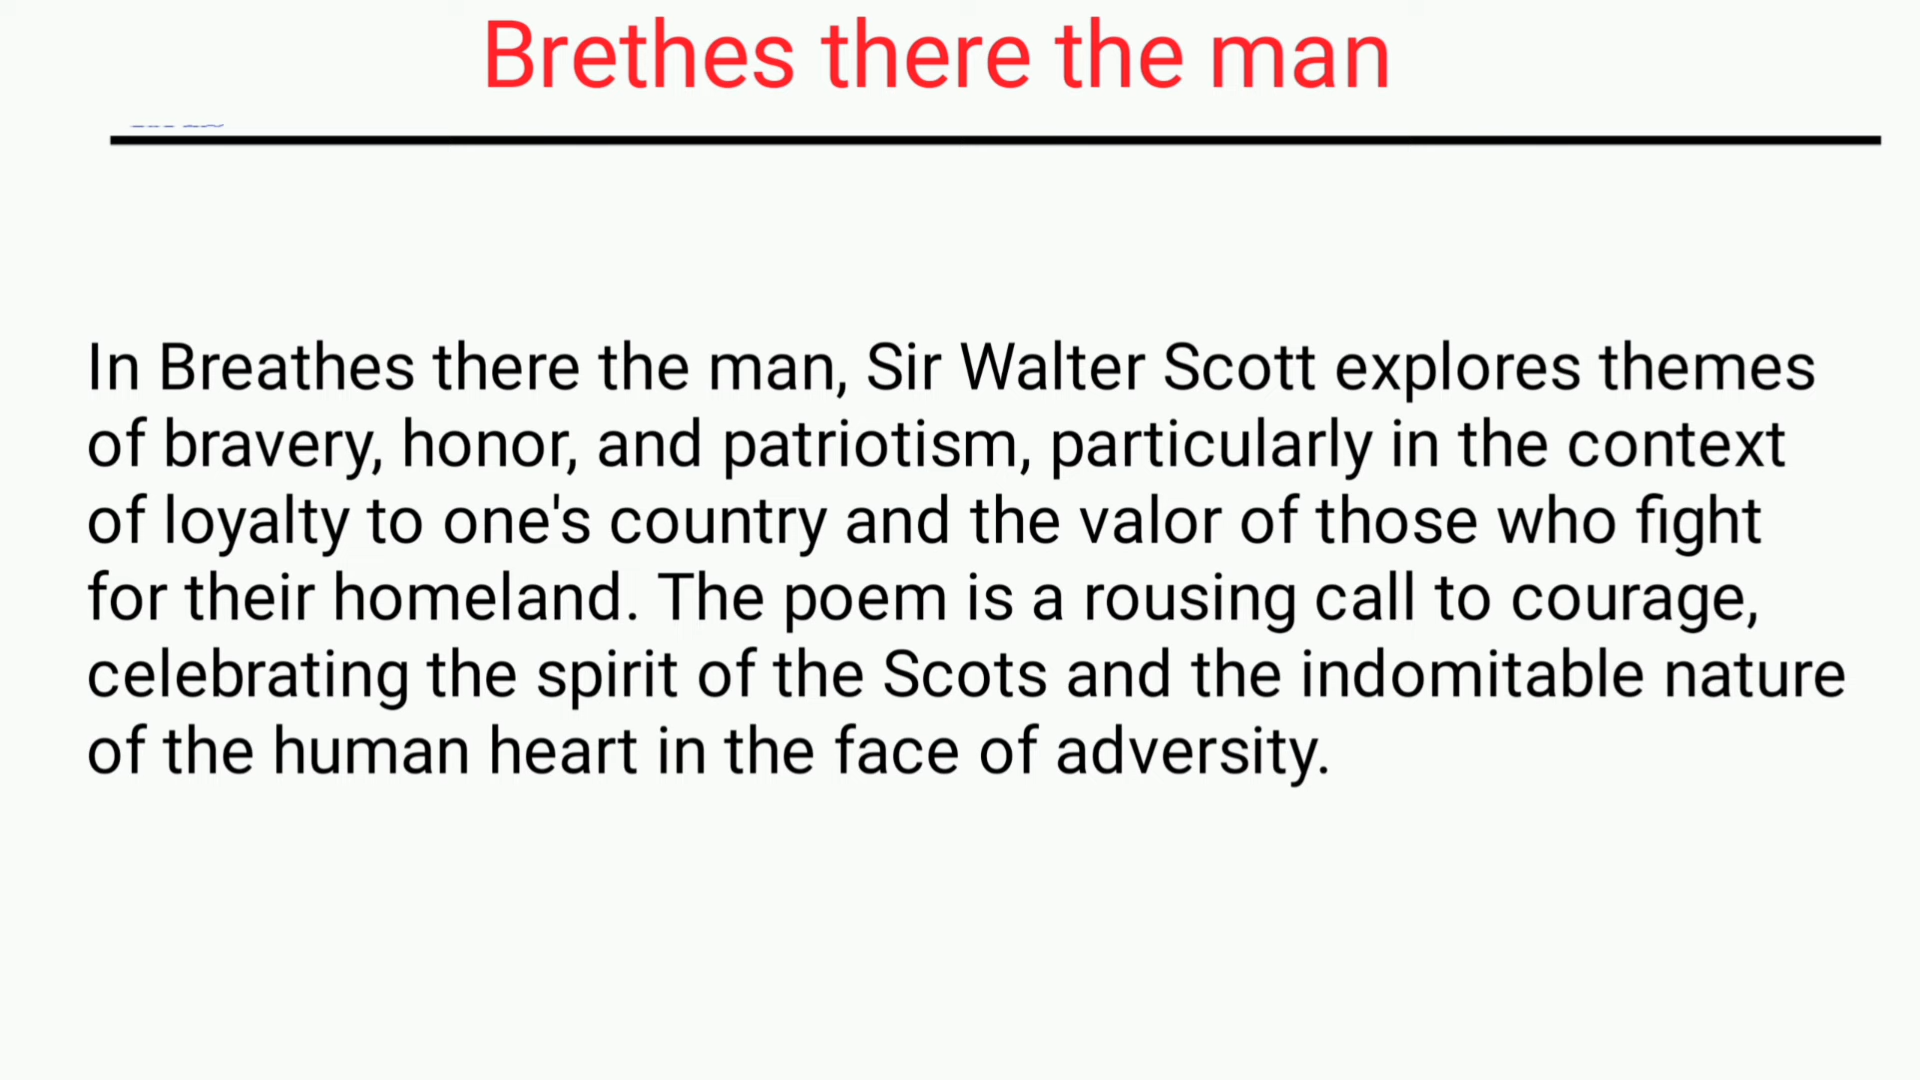 Brethes there the man
In Breathes there the man, Sir Walter Scott explores themes
of bravery, honor, and patriotism, particularly in the context
of loyalty to one's country and the valor of those who fight
for their homeland. The poem is a rousing call to courage,
celebrating the spirit of the Scots and the indomitable nature
of the human heart in the face of adversity.